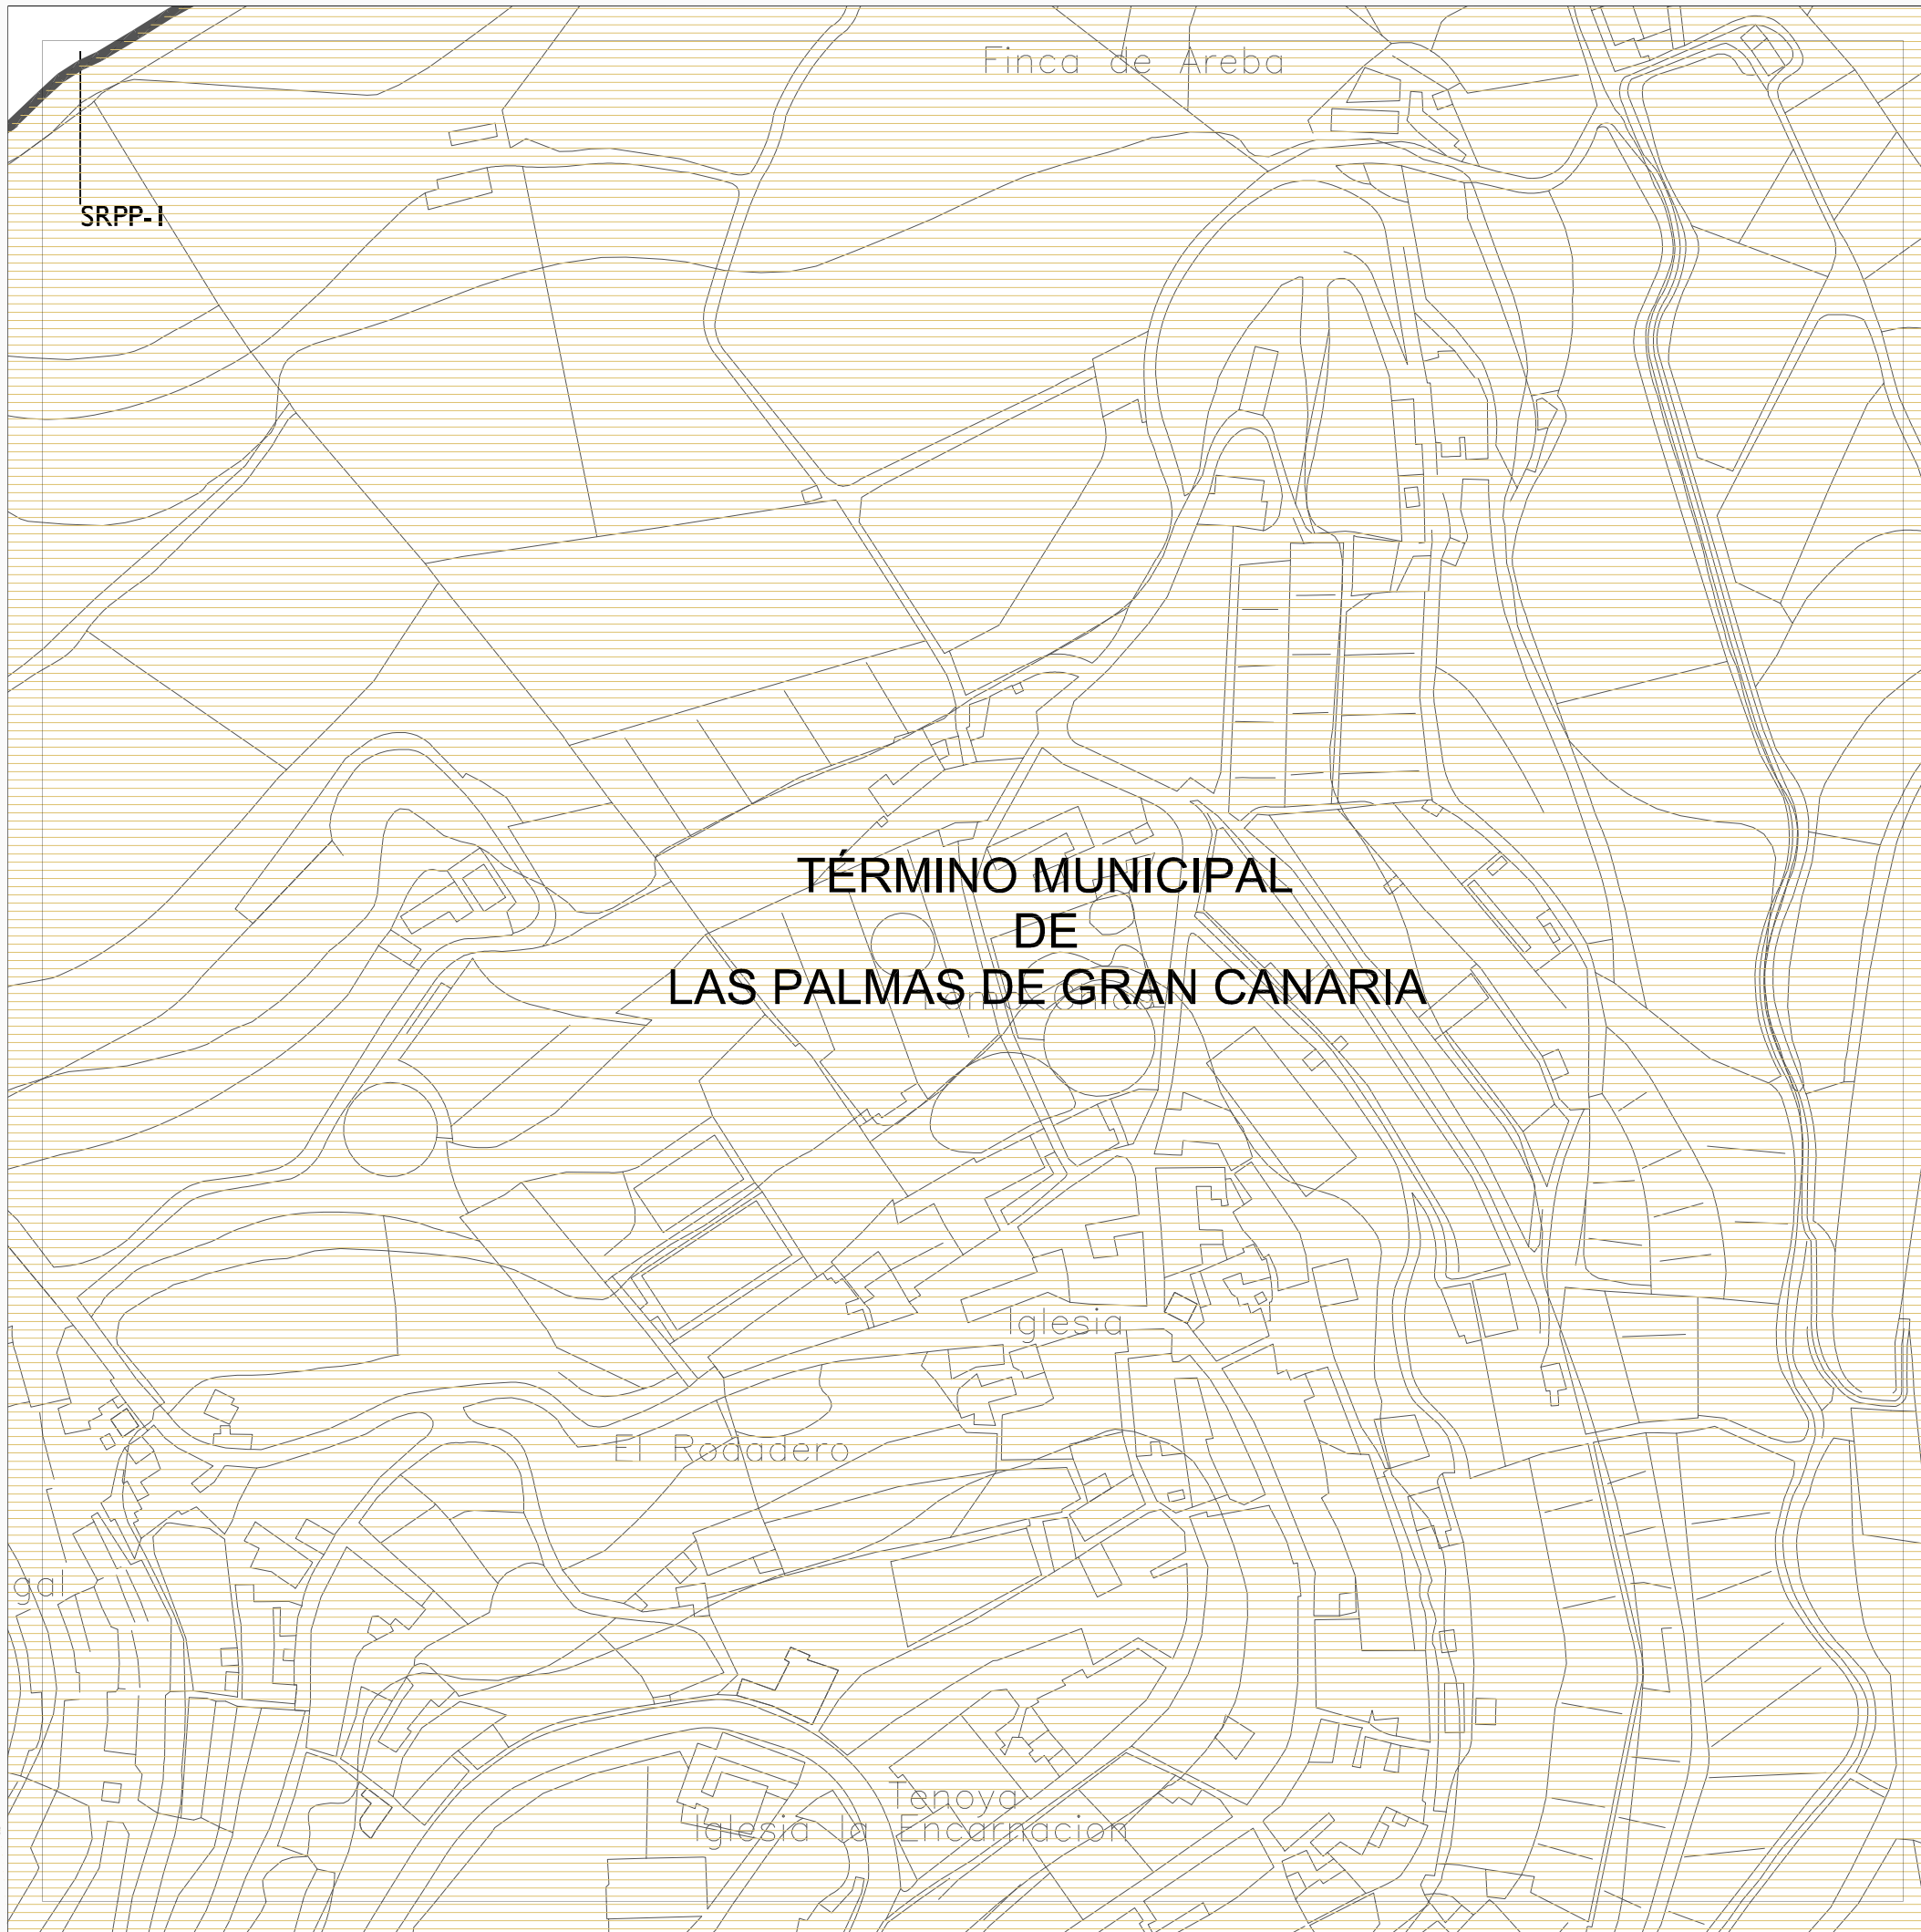 Finca de Areba
SRPP-1
TÉRMINO MUNICIPAL
DE
LAS PALMAS DE GRAN CANARIA
Iglesia
El Rodadero
gal
Tenoya
Iglesia la Encarnacion